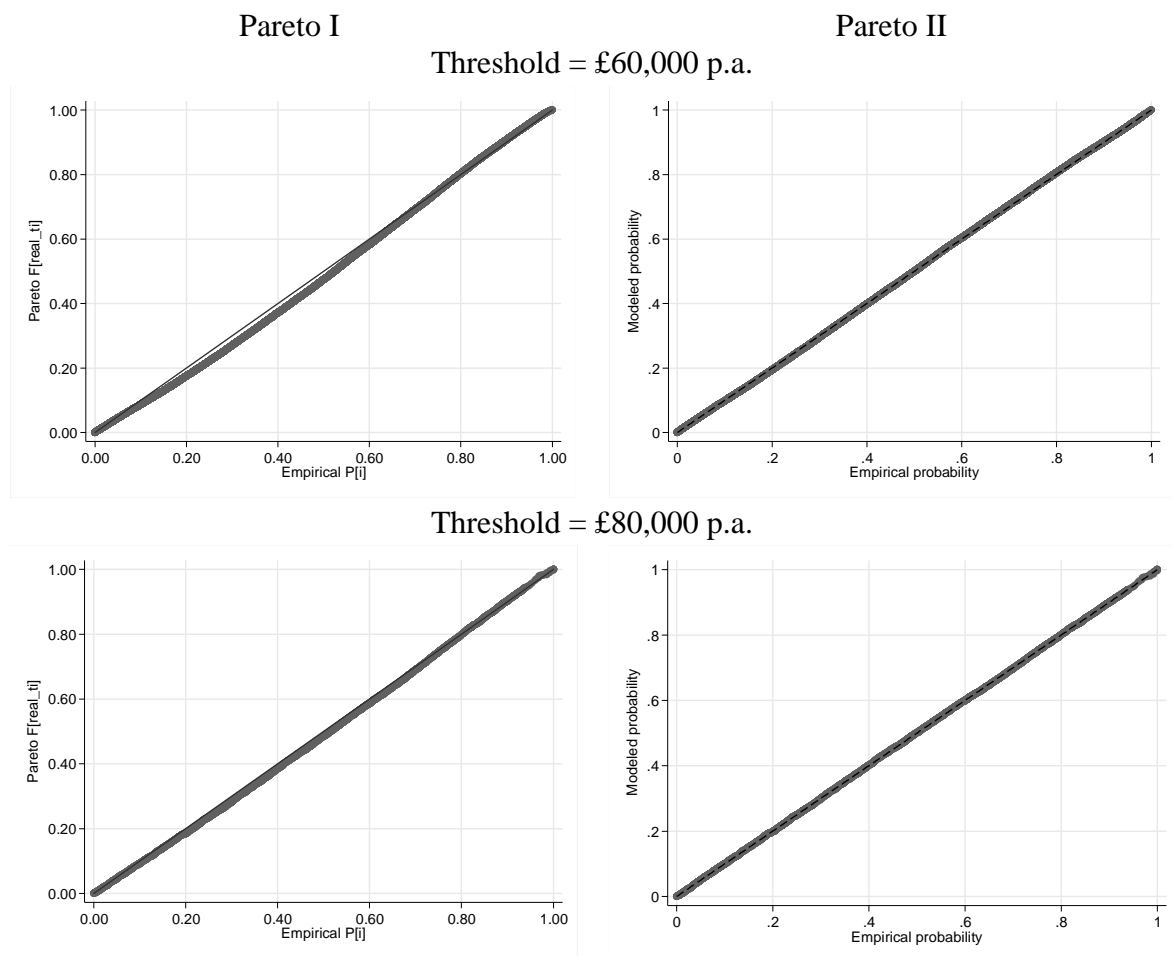 Pareto I
Pareto II
Threshold = £60,000 p.a.
Pareto F[real_ti]
1.00
0.80
0.60
0.40
0.20
0.00
0.00 0.20 0.40 0.60 0.80 1.00
Empirical P[i]
Modeled probability
1
.8
.6
.4
.2
0
0 .2 .4 .6 .8 1
Empirical probability
Threshold = £80,000 p.a.
Pareto F[real_ti]
1.00
0.80
0.60
0.40
0.20
0.00
0.00 0.20 0.40 0.60 0.80 1.00
Empirical P[i]
Modeled probability
1
.8
.6
.4
.2
0
0 .2 .4 .6 .8 1
Empirical probability